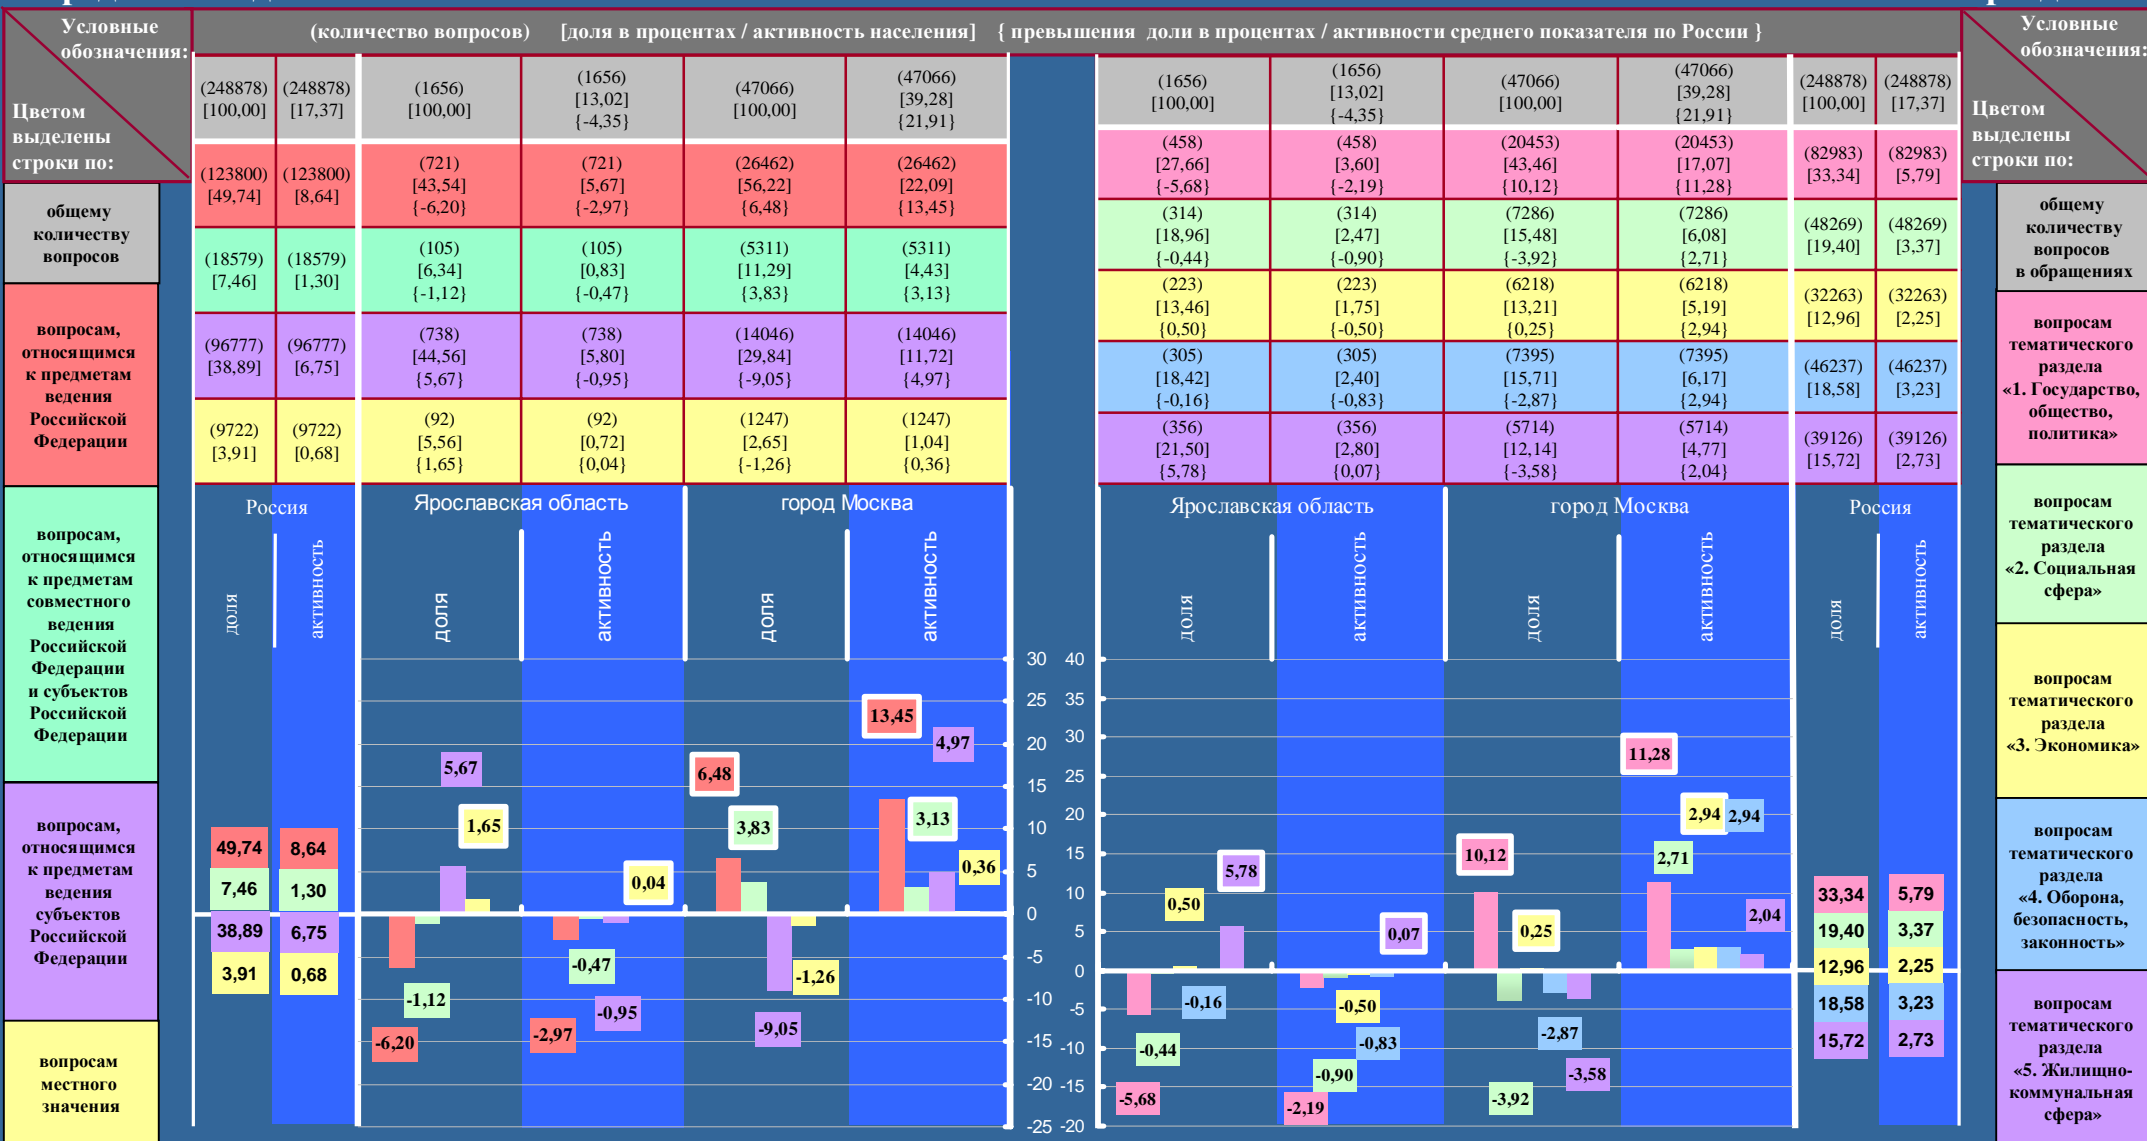 Условные
обозначения:
Цветом
выделены
строки по:
(количество вопросов) [доля в процентах / активность населения] { превышения доли в процентах / активности среднего показателя по России }
Условные
обозначения:
Цветом
выделены
строки по:
(248878) (248878) (1656) (1656) (47066) (47066)
[100,00] [17,37] [100,00] [13,02] [100,00] [39,28]
{-4,35} {21,91}
(123800) (123800) (721) (721) (26462) (26462)
[49,74] [8,64] [43,54] [5,67] [56,22] [22,09]
{-6,20} {-2,97} {6,48} {13,45}
(18579) (18579) (105) (105) (5311) (5311)
[7,46] [1,30] [6,34] [0,83] [11,29] [4,43]
{-1,12} {-0,47} {3,83} {3,13}
(96777) (96777) (738) (738) (14046) (14046)
[38,89] [6,75] [44,56] [5,80] [29,84] [11,72]
{5,67} {-0,95} {-9,05} {4,97}
(9722) (9722) (92) (92) (1247) (1247)
[3,91] [0,68] [5,56] [0,72] [2,65] [1,04]
{1,65} {0,04} {-1,26} {0,36}
(1656) (1656) (47066) (47066) (248878) (248878)
[100,00] [13,02] [100,00] [39,28] [100,00] [17,37]
{-4,35} {21,91}
(458) (458) (20453) (20453) (82983) (82983)
[27,66] [3,60] [43,46] [17,07] [33,34] [5,79]
{-5,68} {-2,19} {10,12} {11,28}
(314) (314) (7286) (7286) (48269) (48269)
[18,96] [2,47] [15,48] [6,08] [19,40] [3,37]
{-0,44} {-0,90} {-3,92} {2,71}
(223) (223) (6218) (6218) (32263) (32263)
[13,46] [1,75] [13,21] [5,19] [12,96] [2,25]
{0,50} {-0,50} {0,25} {2,94}
(305) (305) (7395) (7395) (46237) (46237)
[18,42] [2,40] [15,71] [6,17] [18,58] [3,23]
{-0,16} {-0,83} {-2,87} {2,94}
(356) (356) (5714) (5714) (39126) (39126)
[21,50] [2,80] [12,14] [4,77] [15,72] [2,73]
{5,78} {0,07} {-3,58} {2,04}
общему
количеству
вопросов
вопросам,
относящимся
к предметам
ведения
Российской
Федерации
вопросам,
относящимся
к предметам
совместного
ведения
Российской
Федерации
и субъектов
Российской
Федерации
вопросам,
относящимся
к предметам
ведения
субъектов
Российской
Федерации
вопросам
местного
значения
Россия Ярославская область город Москва
доля активность доля активность доля активность
30
25
20
15
10
5
0
-5
-10
-15
-20
-25
49,74 8,64
7,46 1,30
38,89 6,75
3,91 0,68
-6,20
-1,12
5,67
1,65
-2,97
-0,47
-0,95
0,04
6,48
3,83
-9,05
-1,26
13,45
3,13
4,97
0,36
Ярославская область город Москва Россия
доля активность доля активность доля активность
40
35
30
25
20
15
10
5
0
-5
-10
-15
-20
-5,68
-0,44
0,50
-0,16
5,78
-2,19
-0,90
-0,50
-0,83
0,07
10,12
-3,92
0,25
-2,87
-3,58
11,28
2,71
2,94
2,94
2,04
33,34 5,79
19,40 3,37
12,96 2,25
18,58 3,23
15,72 2,73
общему
количеству
вопросов
в обращениях
вопросам
тематического
раздела
«1. Государство,
общество,
политика»
вопросам
тематического
раздела
«2. Социальная
сфера»
вопросам
тематического
раздела
«3. Экономика»
вопросам
тематического
раздела
«4. Оборона,
безопасность,
законность»
вопросам
тематического
раздела
«5. Жилищно-
коммунальная
сфера»